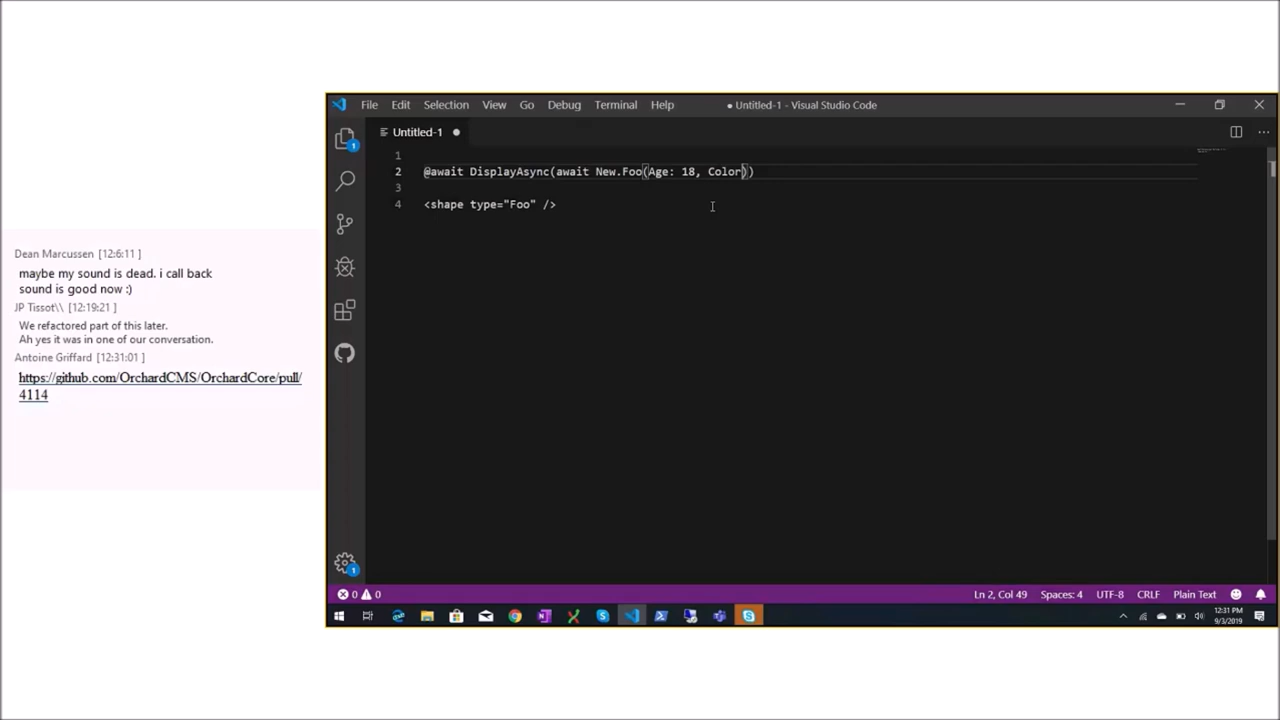 File Edit Selection View Go Debug Terminal Help ● Untitled-1 - Visual Studio Code
Untitled-1 ●
1
2 @await DisplayAsync(await New.Foo(Age: 18, Color))
3
4 <shape type="Foo" />
Dean Marcussen [12:6:11 ]
maybe my sound is dead. i call back
sound is good now :)
JP Tissot\\ [12:19:21 ]
We refactored part of this later.
Ah yes it was in one of our conversation.
Antoine Griffard [12:31:01 ]
https://github.com/OrchardCMS/OrchardCore/pull/
4114
1
1
0 0 Ln 2, Col 49 Spaces: 4 UTF-8 CRLF Plain Text
12:31 PM
9/3/2019